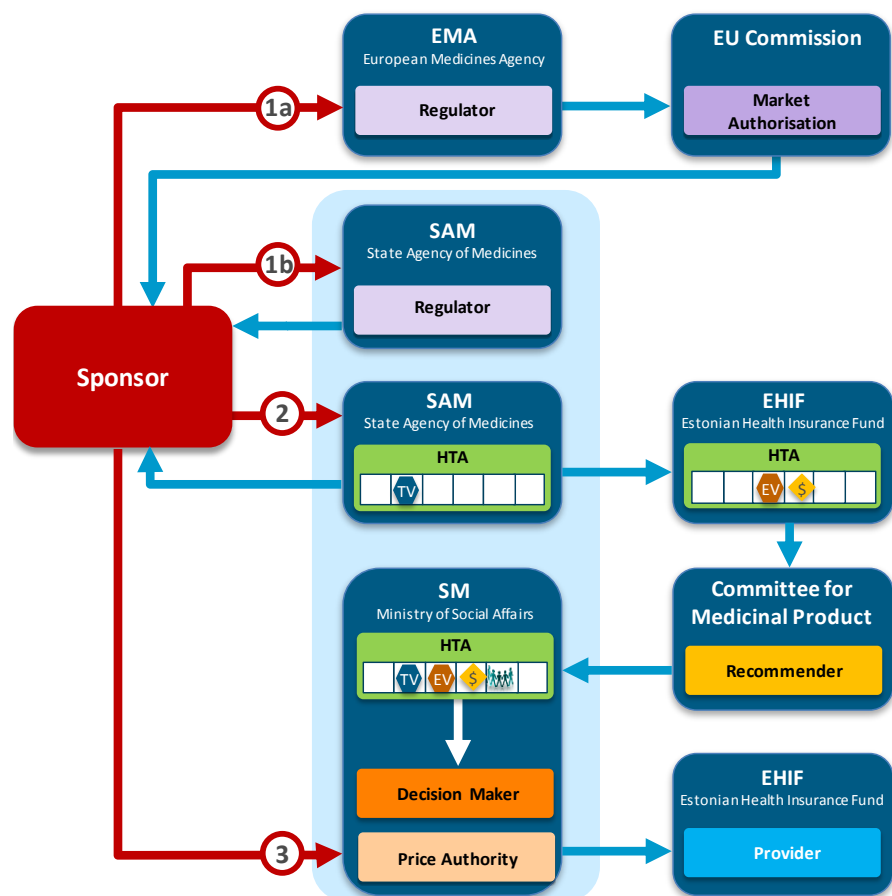 EMA
European Medicines Agency
Regulator
EU Commission
Market
Authorisation
1a
SAM
State Agency of Medicines
Regulator
1b
Sponsor
2
SAM
State Agency of Medicines
HTA
TV
EHIF
Estonian Health Insurance Fund
HTA
EV
$
SM
Ministry of Social Affairs
HTA
TV
EV
$
Decision Maker
Price Authority
Committee for
Medicinal Product
Recommender
3
EHIF
Estonian Health Insurance Fund
Provider